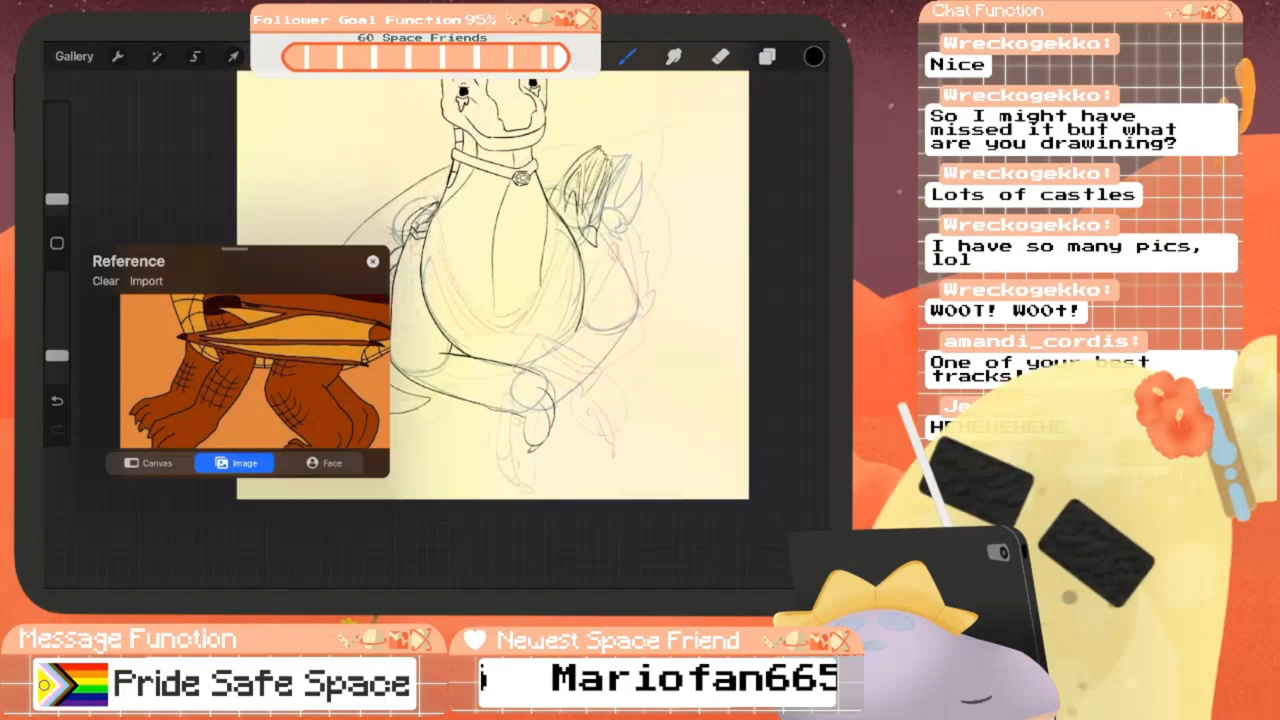 Follower Goal Function 95%
60 Space Friends
Gallery
Reference
Clear Import
Canvas Image Face
Chat Function
Wreckogekko:
Nice
Wreckogekko:
So I might have
missed it but what
are you drawining?
Wreckogekko:
Lots of castles
Wreckogekko:
I have so many pics,
lol
Wreckogekko:
WOOT! WOOt!
amandi_cordis:
One of your best
tracks!
HEHEHEHEHE
Message Function
Pride Safe Space
Newest Space Friend
Mariofan665